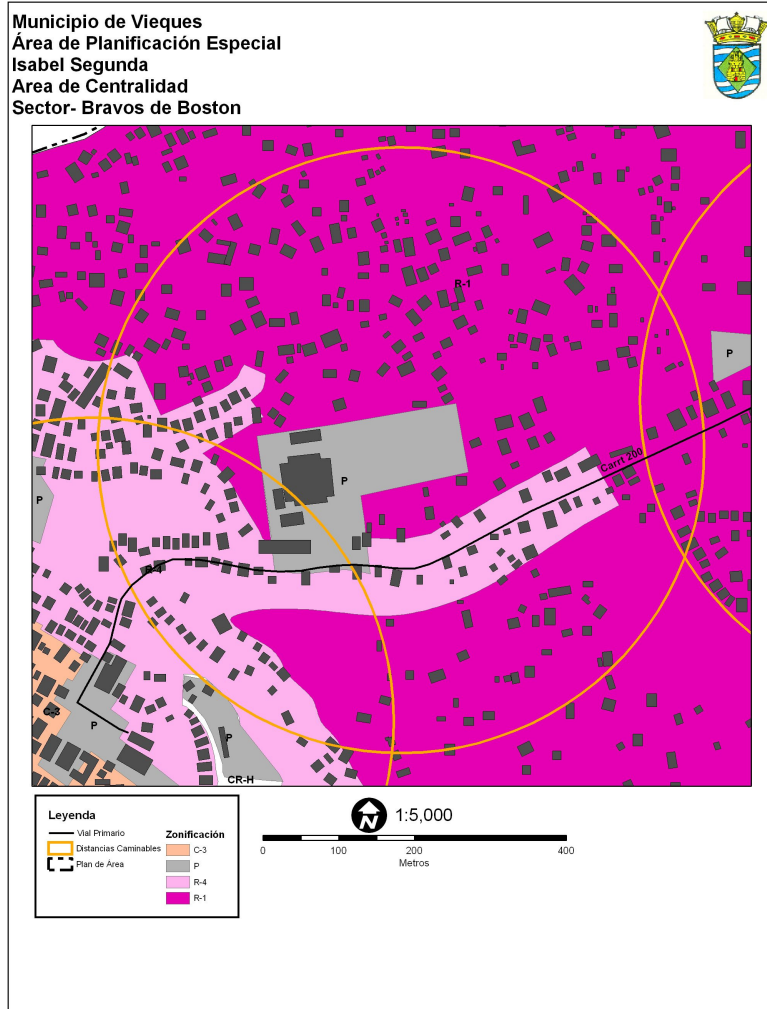 Municipio de Vieques
Área de Planificación Especial
Isabel Segunda
Area de Centralidad
Sector- Bravos de Boston
R-1
P
Carrt 200
P
P
R-4
C-3
P
P
CR-H
Leyenda
Vial Primario
Distancias Caminables
Plan de Área
Zonificación
C-3
P
R-4
R-1
N
1:5,000
0 100 200 400
Metros